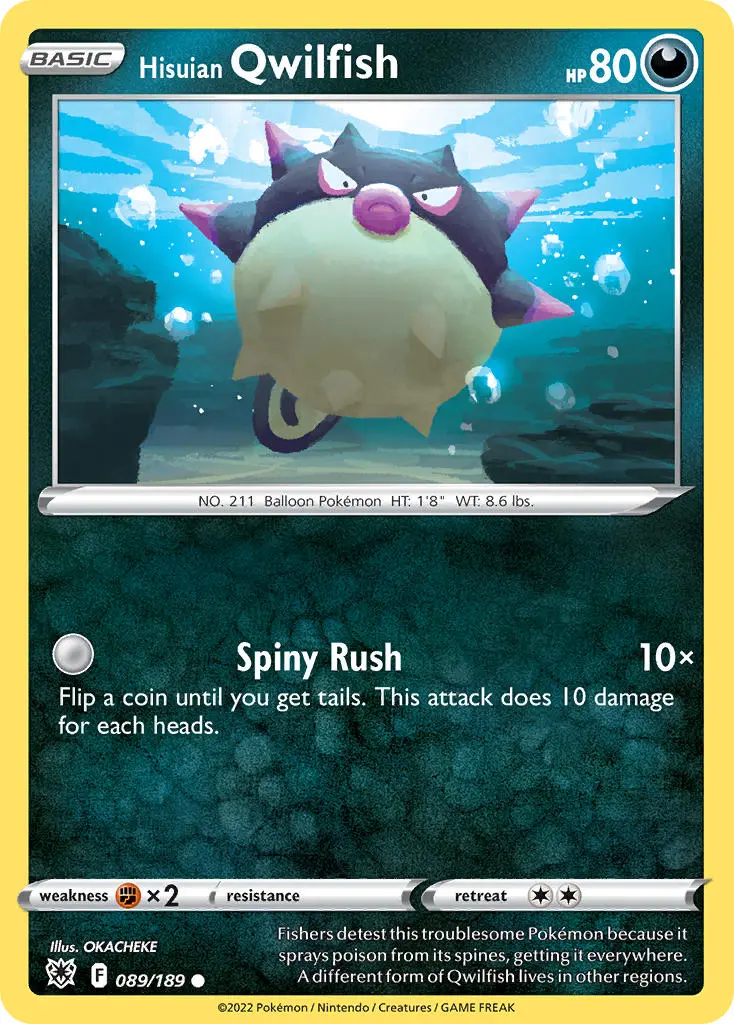 BASIC
Hisuian Qwilfish
HP 80
NO. 211 Balloon Pokémon HT: 1'8" WT: 8.6 lbs.
Spiny Rush 10×
Flip a coin until you get tails. This attack does 10 damage
for each heads.
weakness ×2 resistance retreat
Illus. OKACHEKE
F 089/189
Fishers detest this troublesome Pokémon because it
sprays poison from its spines, getting it everywhere.
A different form of Qwilfish lives in other regions.
©2022 Pokémon / Nintendo / Creatures / GAME FREAK